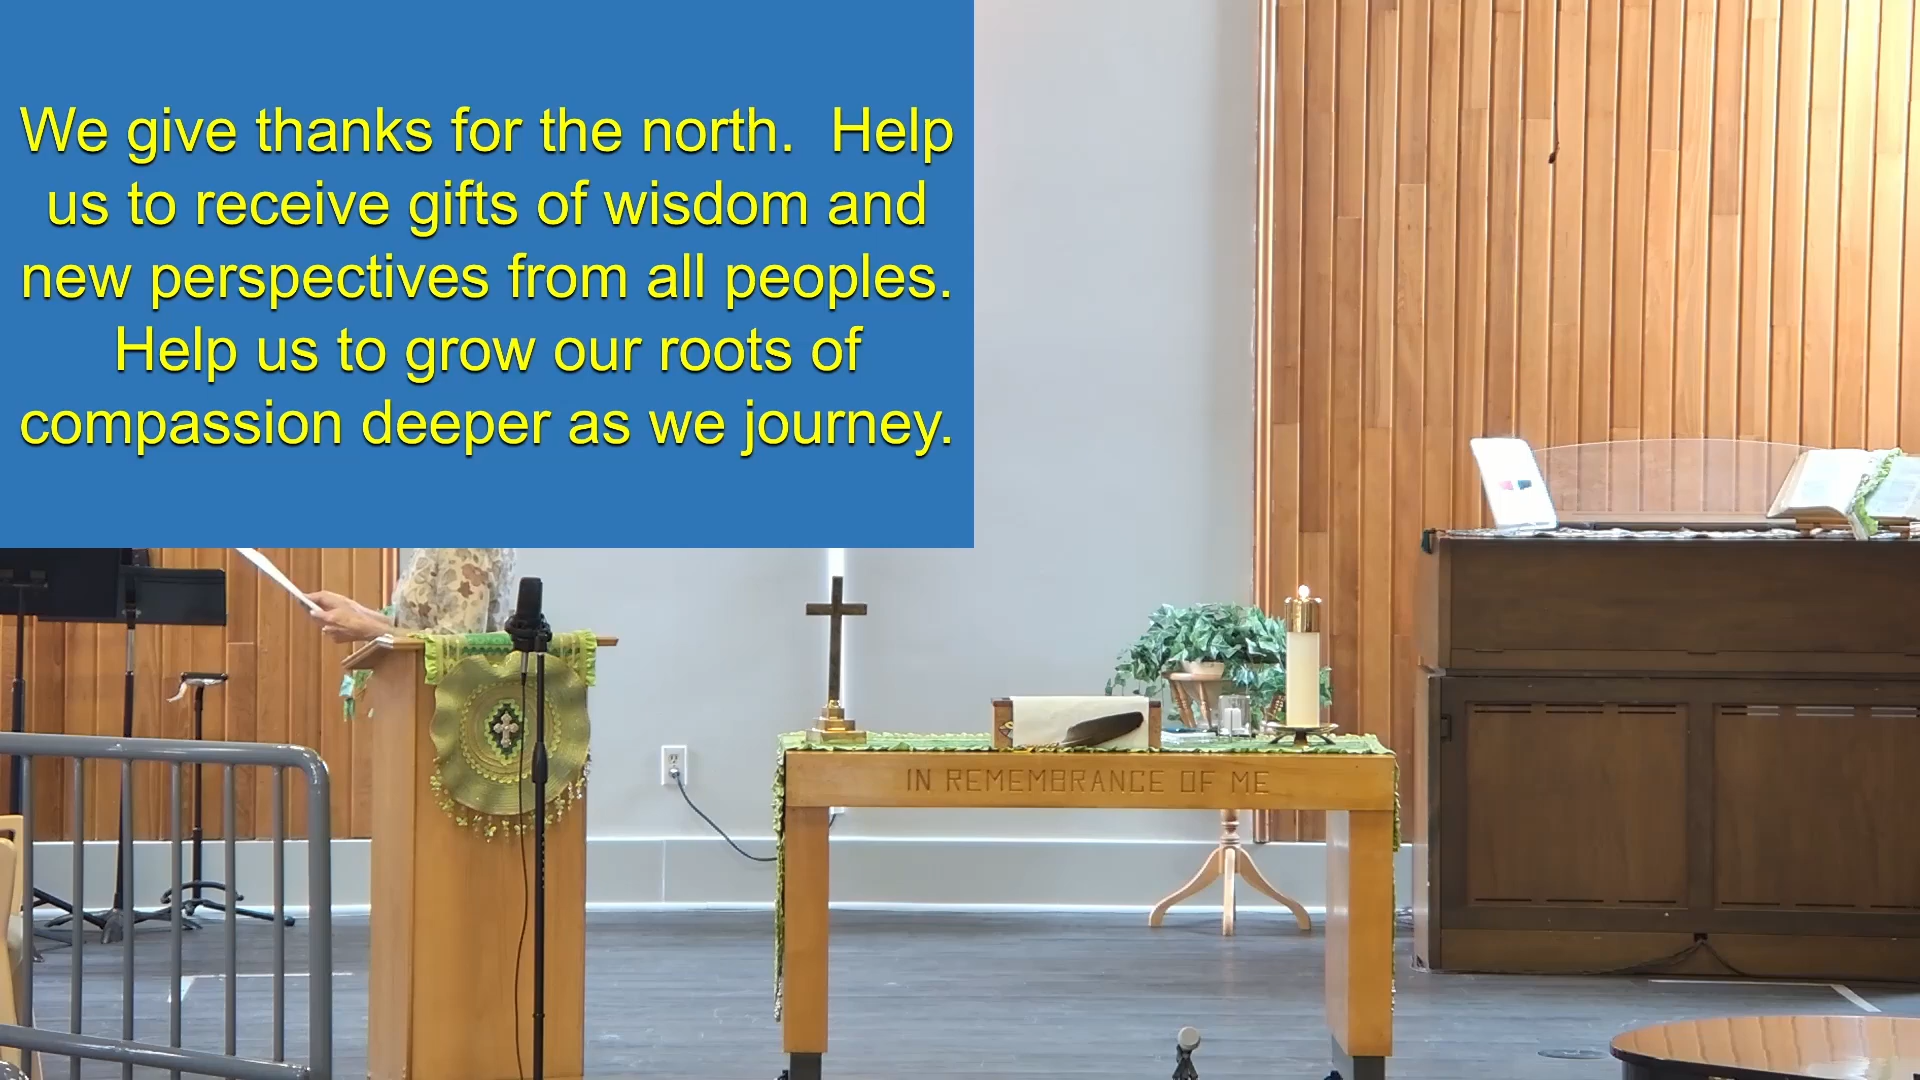 We give thanks for the north.  Help
us to receive gifts of wisdom and
new perspectives from all peoples.
Help us to grow our roots of
compassion deeper as we journey.
IN REMEMBRANCE OF ME